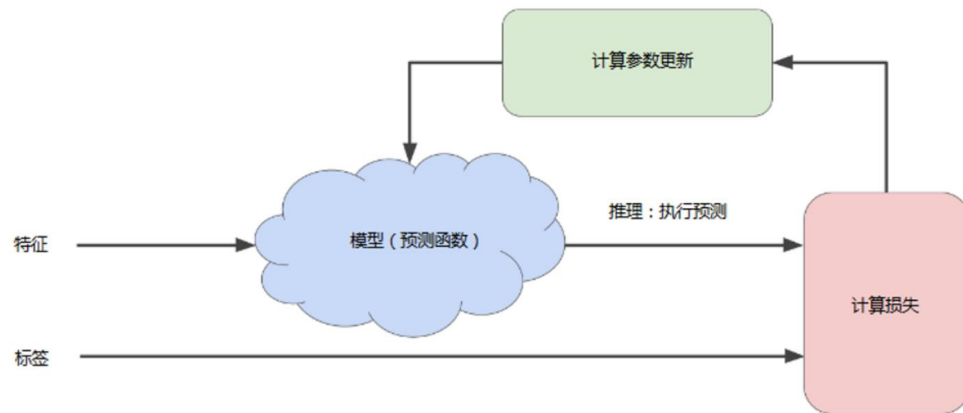 计算参数更新
推理：执行预测
特征
模型（预测函数）
计算损失
标签